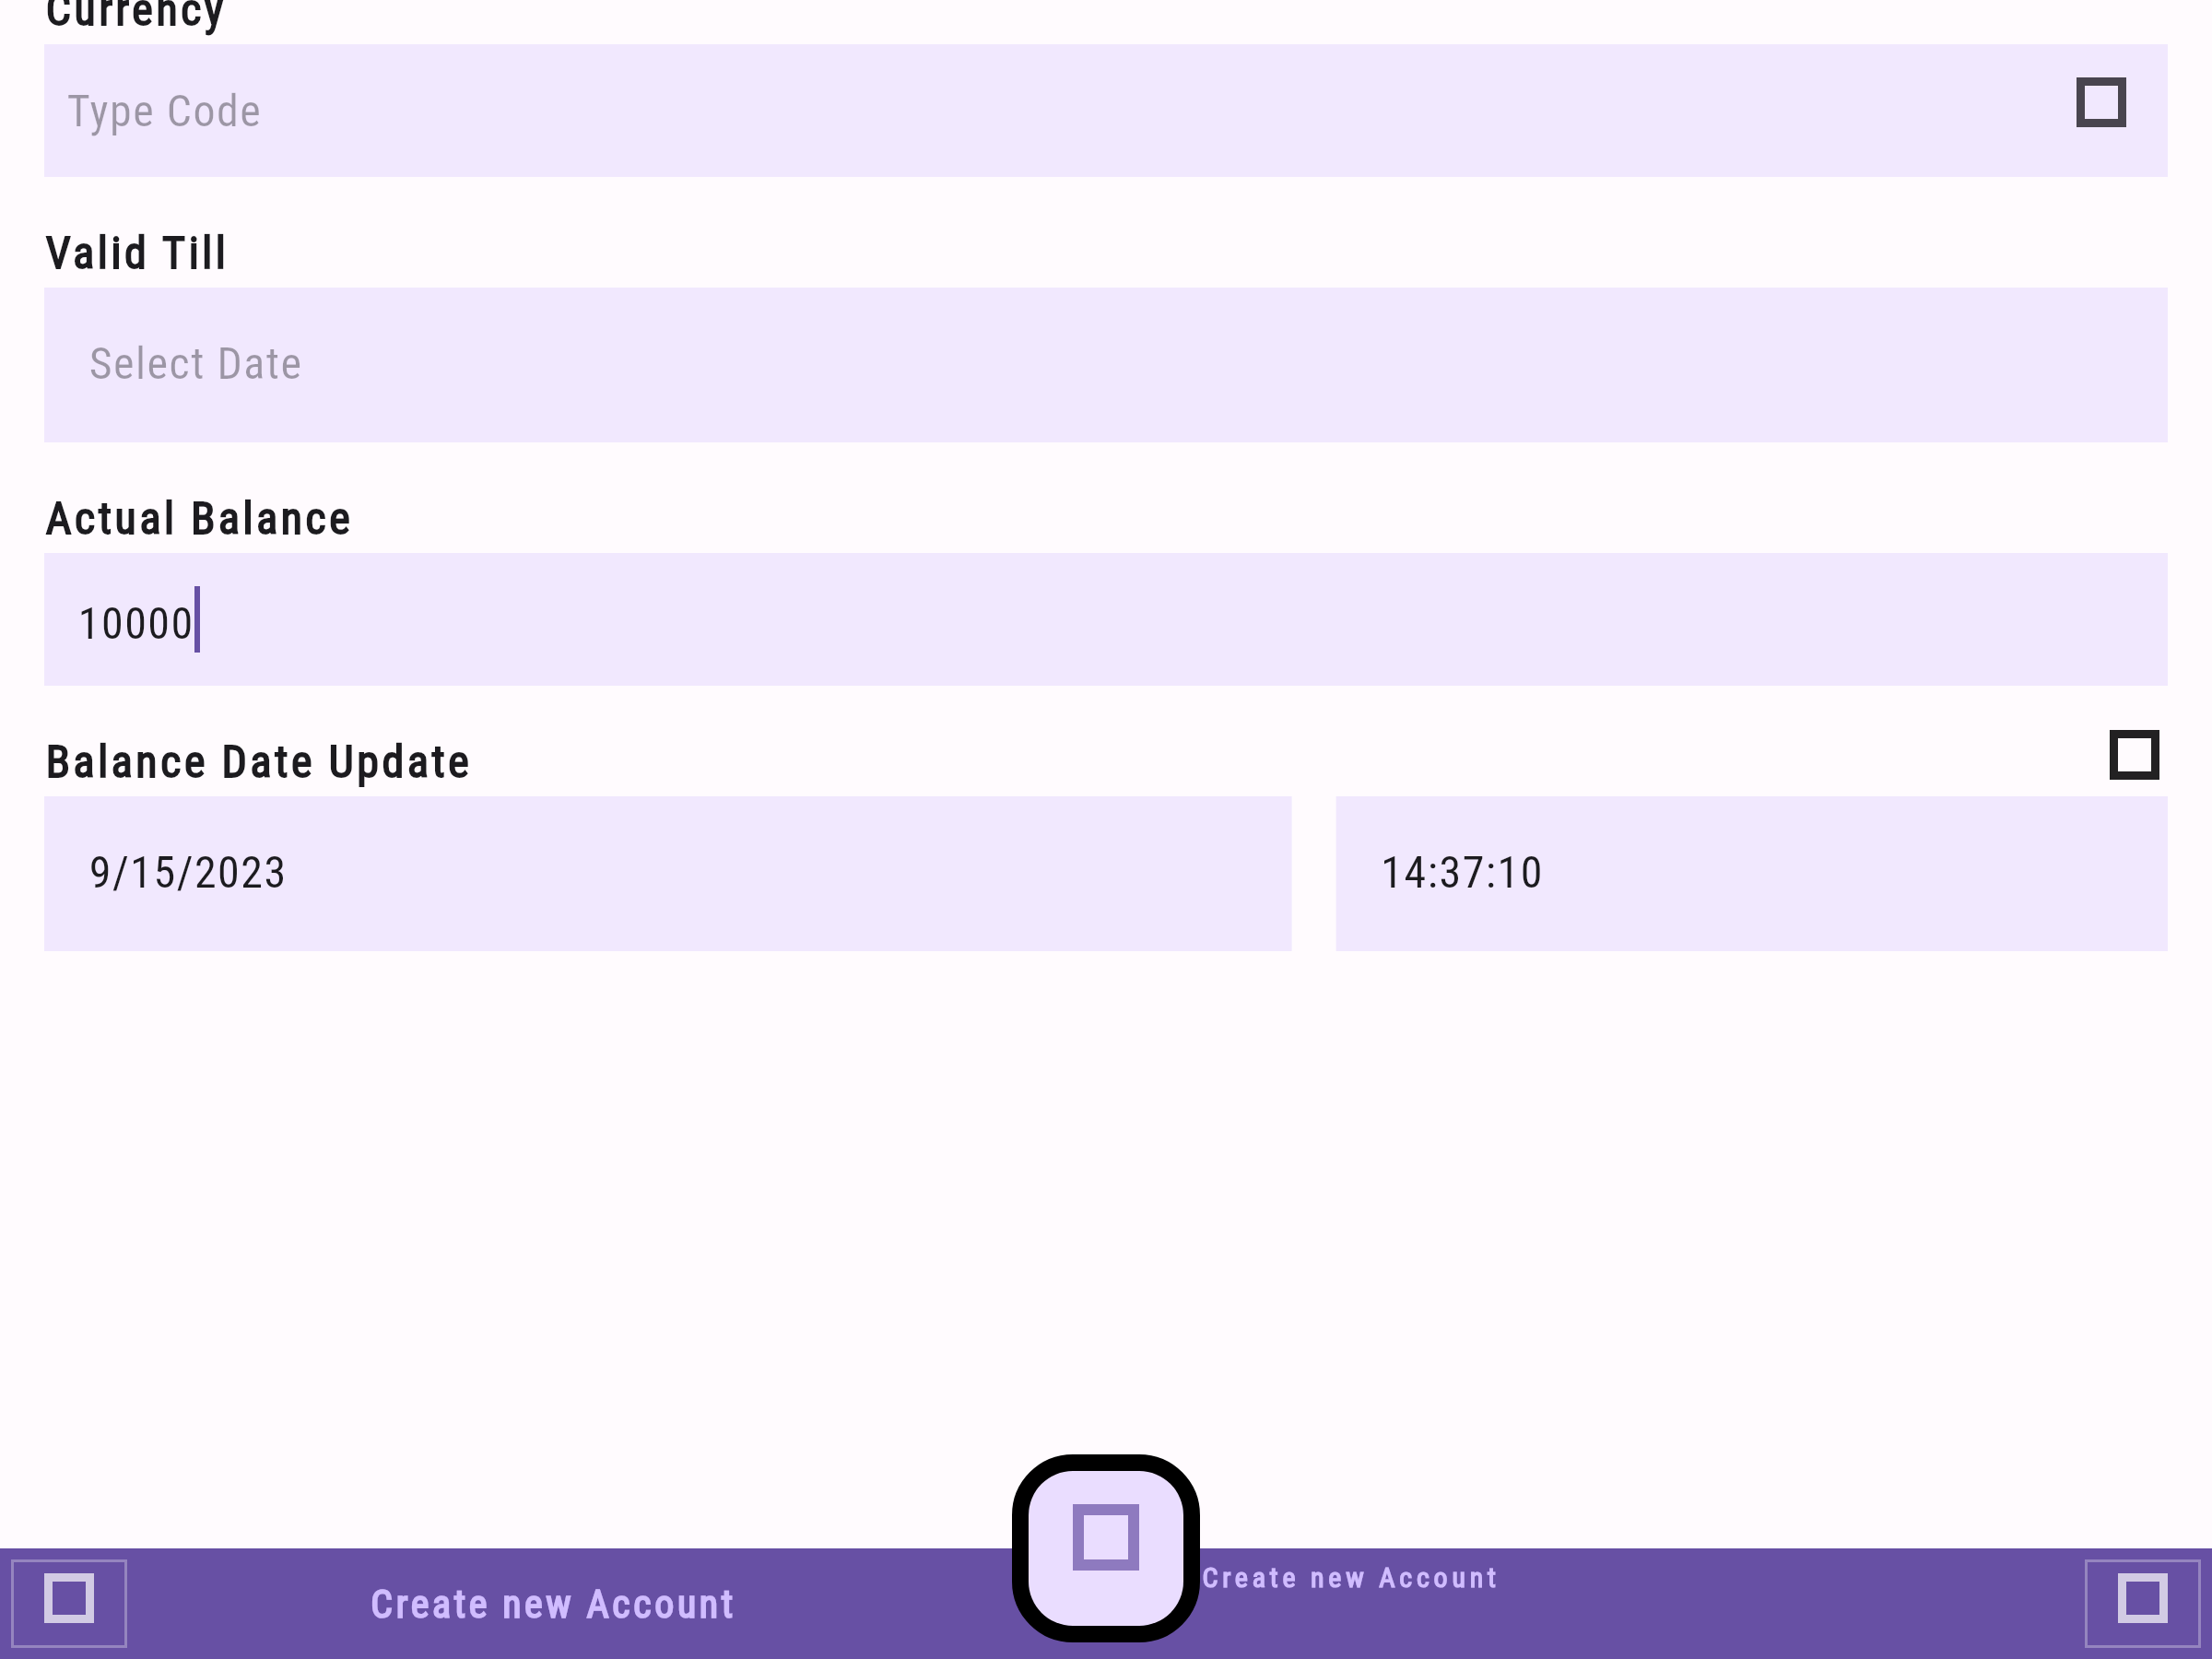 Currency
Type Code
Valid Till
Select Date
Actual Balance
10000
Balance Date Update
9/15/2023
14:37:10
Create new Account
Create new Account